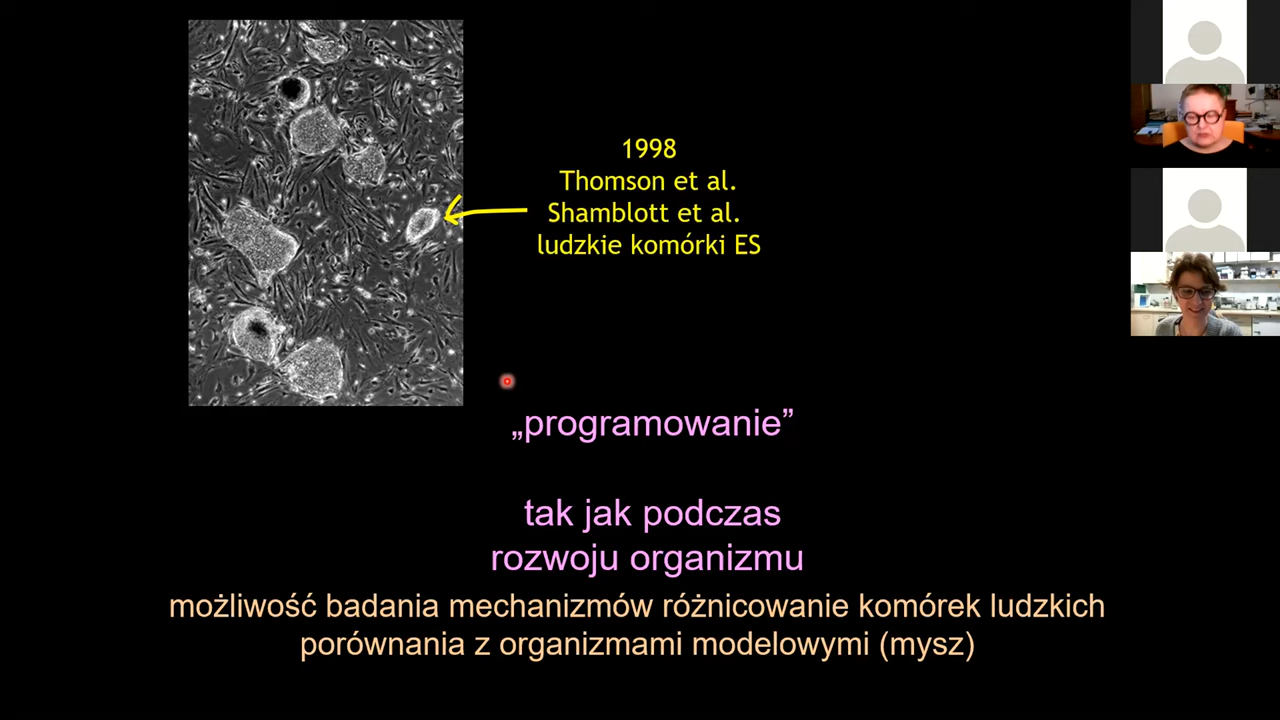 1998
Thomson et al.
Shamblott et al.
ludzkie komórki ES
„programowanie”
tak jak podczas
rozwoju organizmu
możliwość badania mechanizmów różnicowanie komórek ludzkich
porównania z organizmami modelowymi (mysz)